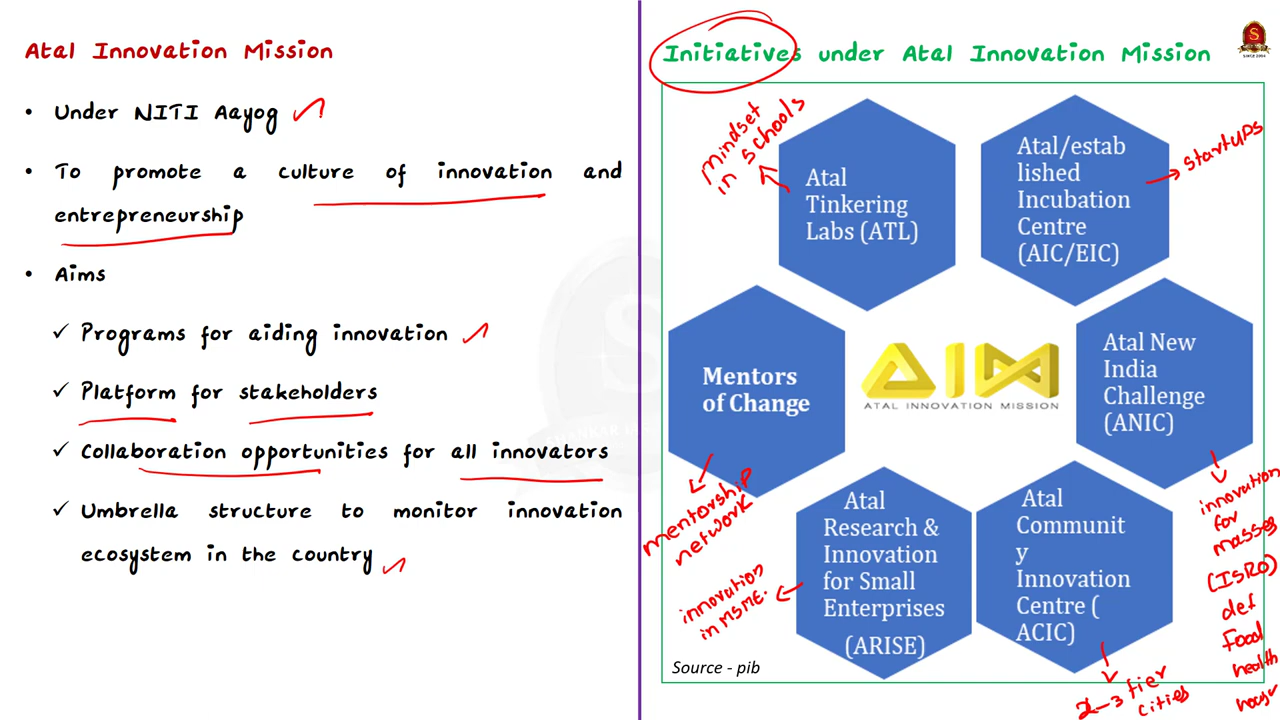 Atal Innovation Mission
• Under NITI Aayog
• To promote a culture of innovation and
entrepreneurship
• Aims
✓ Programs for aiding innovation
✓ Platform for stakeholders
✓ Collaboration opportunities for all innovators
✓ Umbrella structure to monitor innovation
ecosystem in the country
Initiatives under Atal Innovation Mission
SINCE 2004
mindset
in schools
Atal
Tinkering
Labs (ATL)
Atal/estab
lished
Incubation
Centre
(AIC/EIC)
startups
Mentors
of Change
mentorship
network
ATAL INNOVATION MISSION
Atal New
India
Challenge
(ANIC)
innovation
for
masses
(ISRO)
def
Food
health
Atal
Research &
Innovation
for Small
Enterprises
(ARISE)
innovation
in MSME.
Atal
Communit
y
Innovation
Centre (
ACIC)
2-3 tier
cities
Source - pib